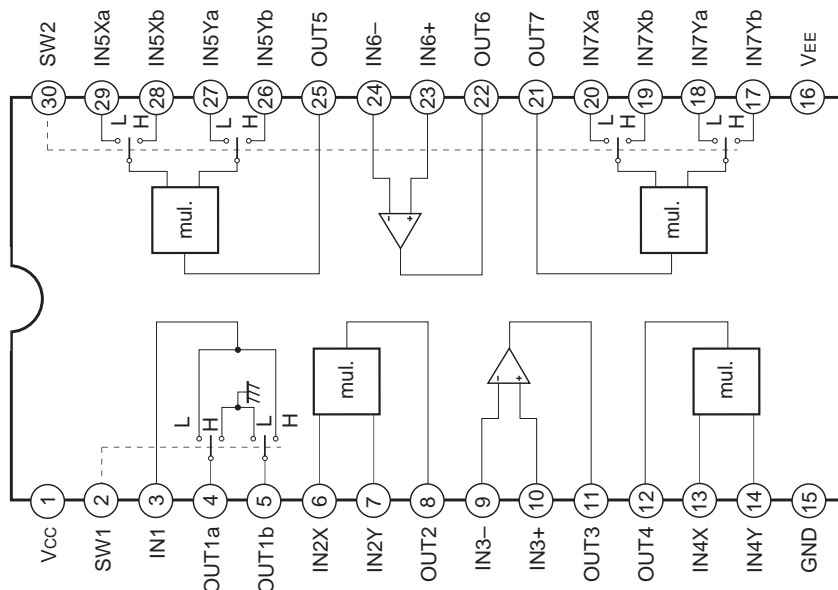 SW2
IN5Xa
IN5Xb
IN5Ya
IN5Yb
OUT5
IN6–
IN6+
OUT6
OUT7
IN7Xa
IN7Xb
IN7Ya
IN7Yb
VEE
30
29
28
27
26
25
24
23
22
21
20
19
18
17
16
L
H
L
H
L
H
L
H
mul.
– +
mul.
mul.
– +
mul.
L
H
L
H
1
2
3
4
5
6
7
8
9
10
11
12
13
14
15
Vcc
SW1
IN1
OUT1a
OUT1b
IN2X
IN2Y
OUT2
IN3–
IN3+
OUT3
OUT4
IN4X
IN4Y
GND